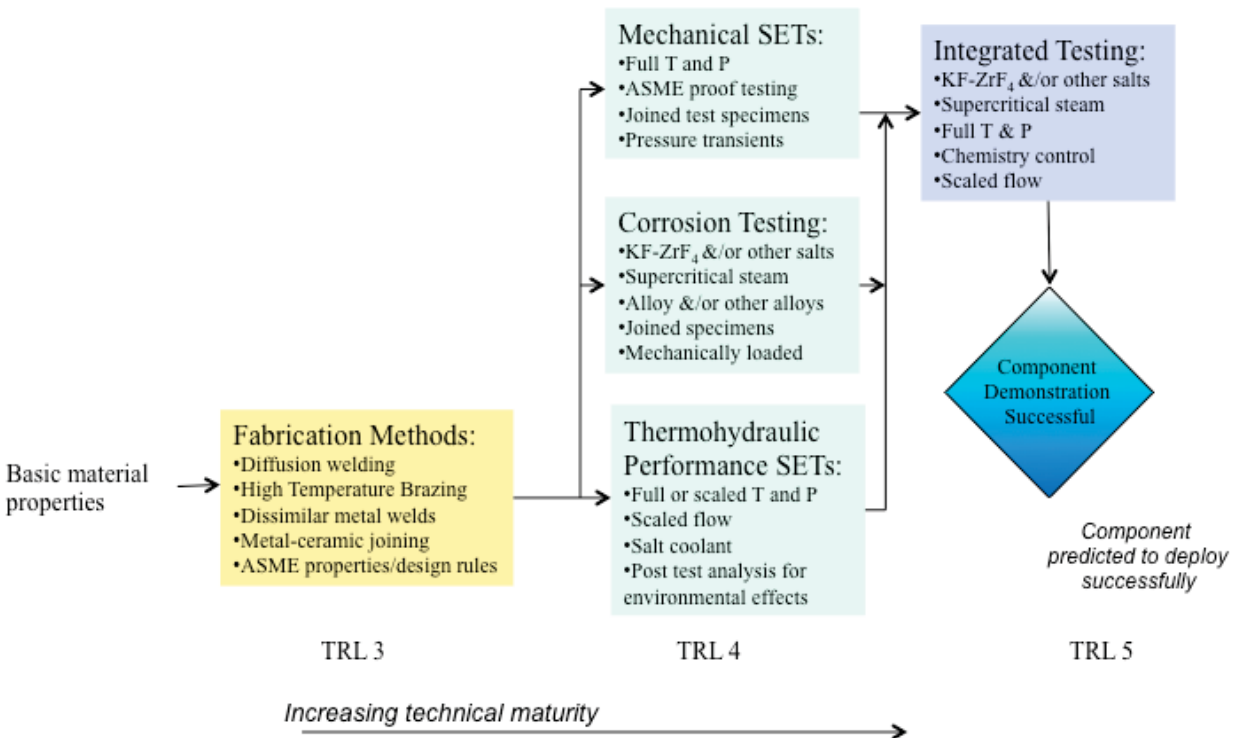 Basic material
properties
Fabrication Methods:
•Diffusion welding
•High Temperature Brazing
•Dissimilar metal welds
•Metal-ceramic joining
•ASME properties/design rules
Mechanical SETs:
•Full T and P
•ASME proof testing
•Joined test specimens
•Pressure transients
Corrosion Testing:
•KF-ZrF₄ &/or other salts
•Supercritical steam
•Alloy &/or other alloys
•Joined specimens
•Mechanically loaded
Thermohydraulic
Performance SETs:
•Full or scaled T and P
•Scaled flow
•Salt coolant
•Post test analysis for
environmental effects
Integrated Testing:
•KF-ZrF₄ &/or other salts
•Supercritical steam
•Full T & P
•Chemistry control
•Scaled flow
Component
Demonstration
Successful
Component
predicted to deploy
successfully
TRL 3
TRL 4
TRL 5
Increasing technical maturity